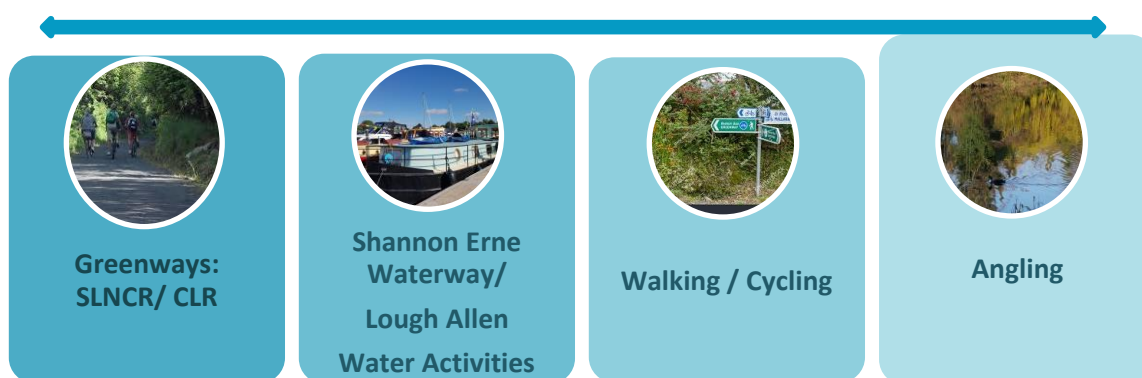 Greenways:
SLNCR/ CLR
Shannon Erne
Waterway/
Lough Allen
Water Activities
Walking / Cycling
Angling